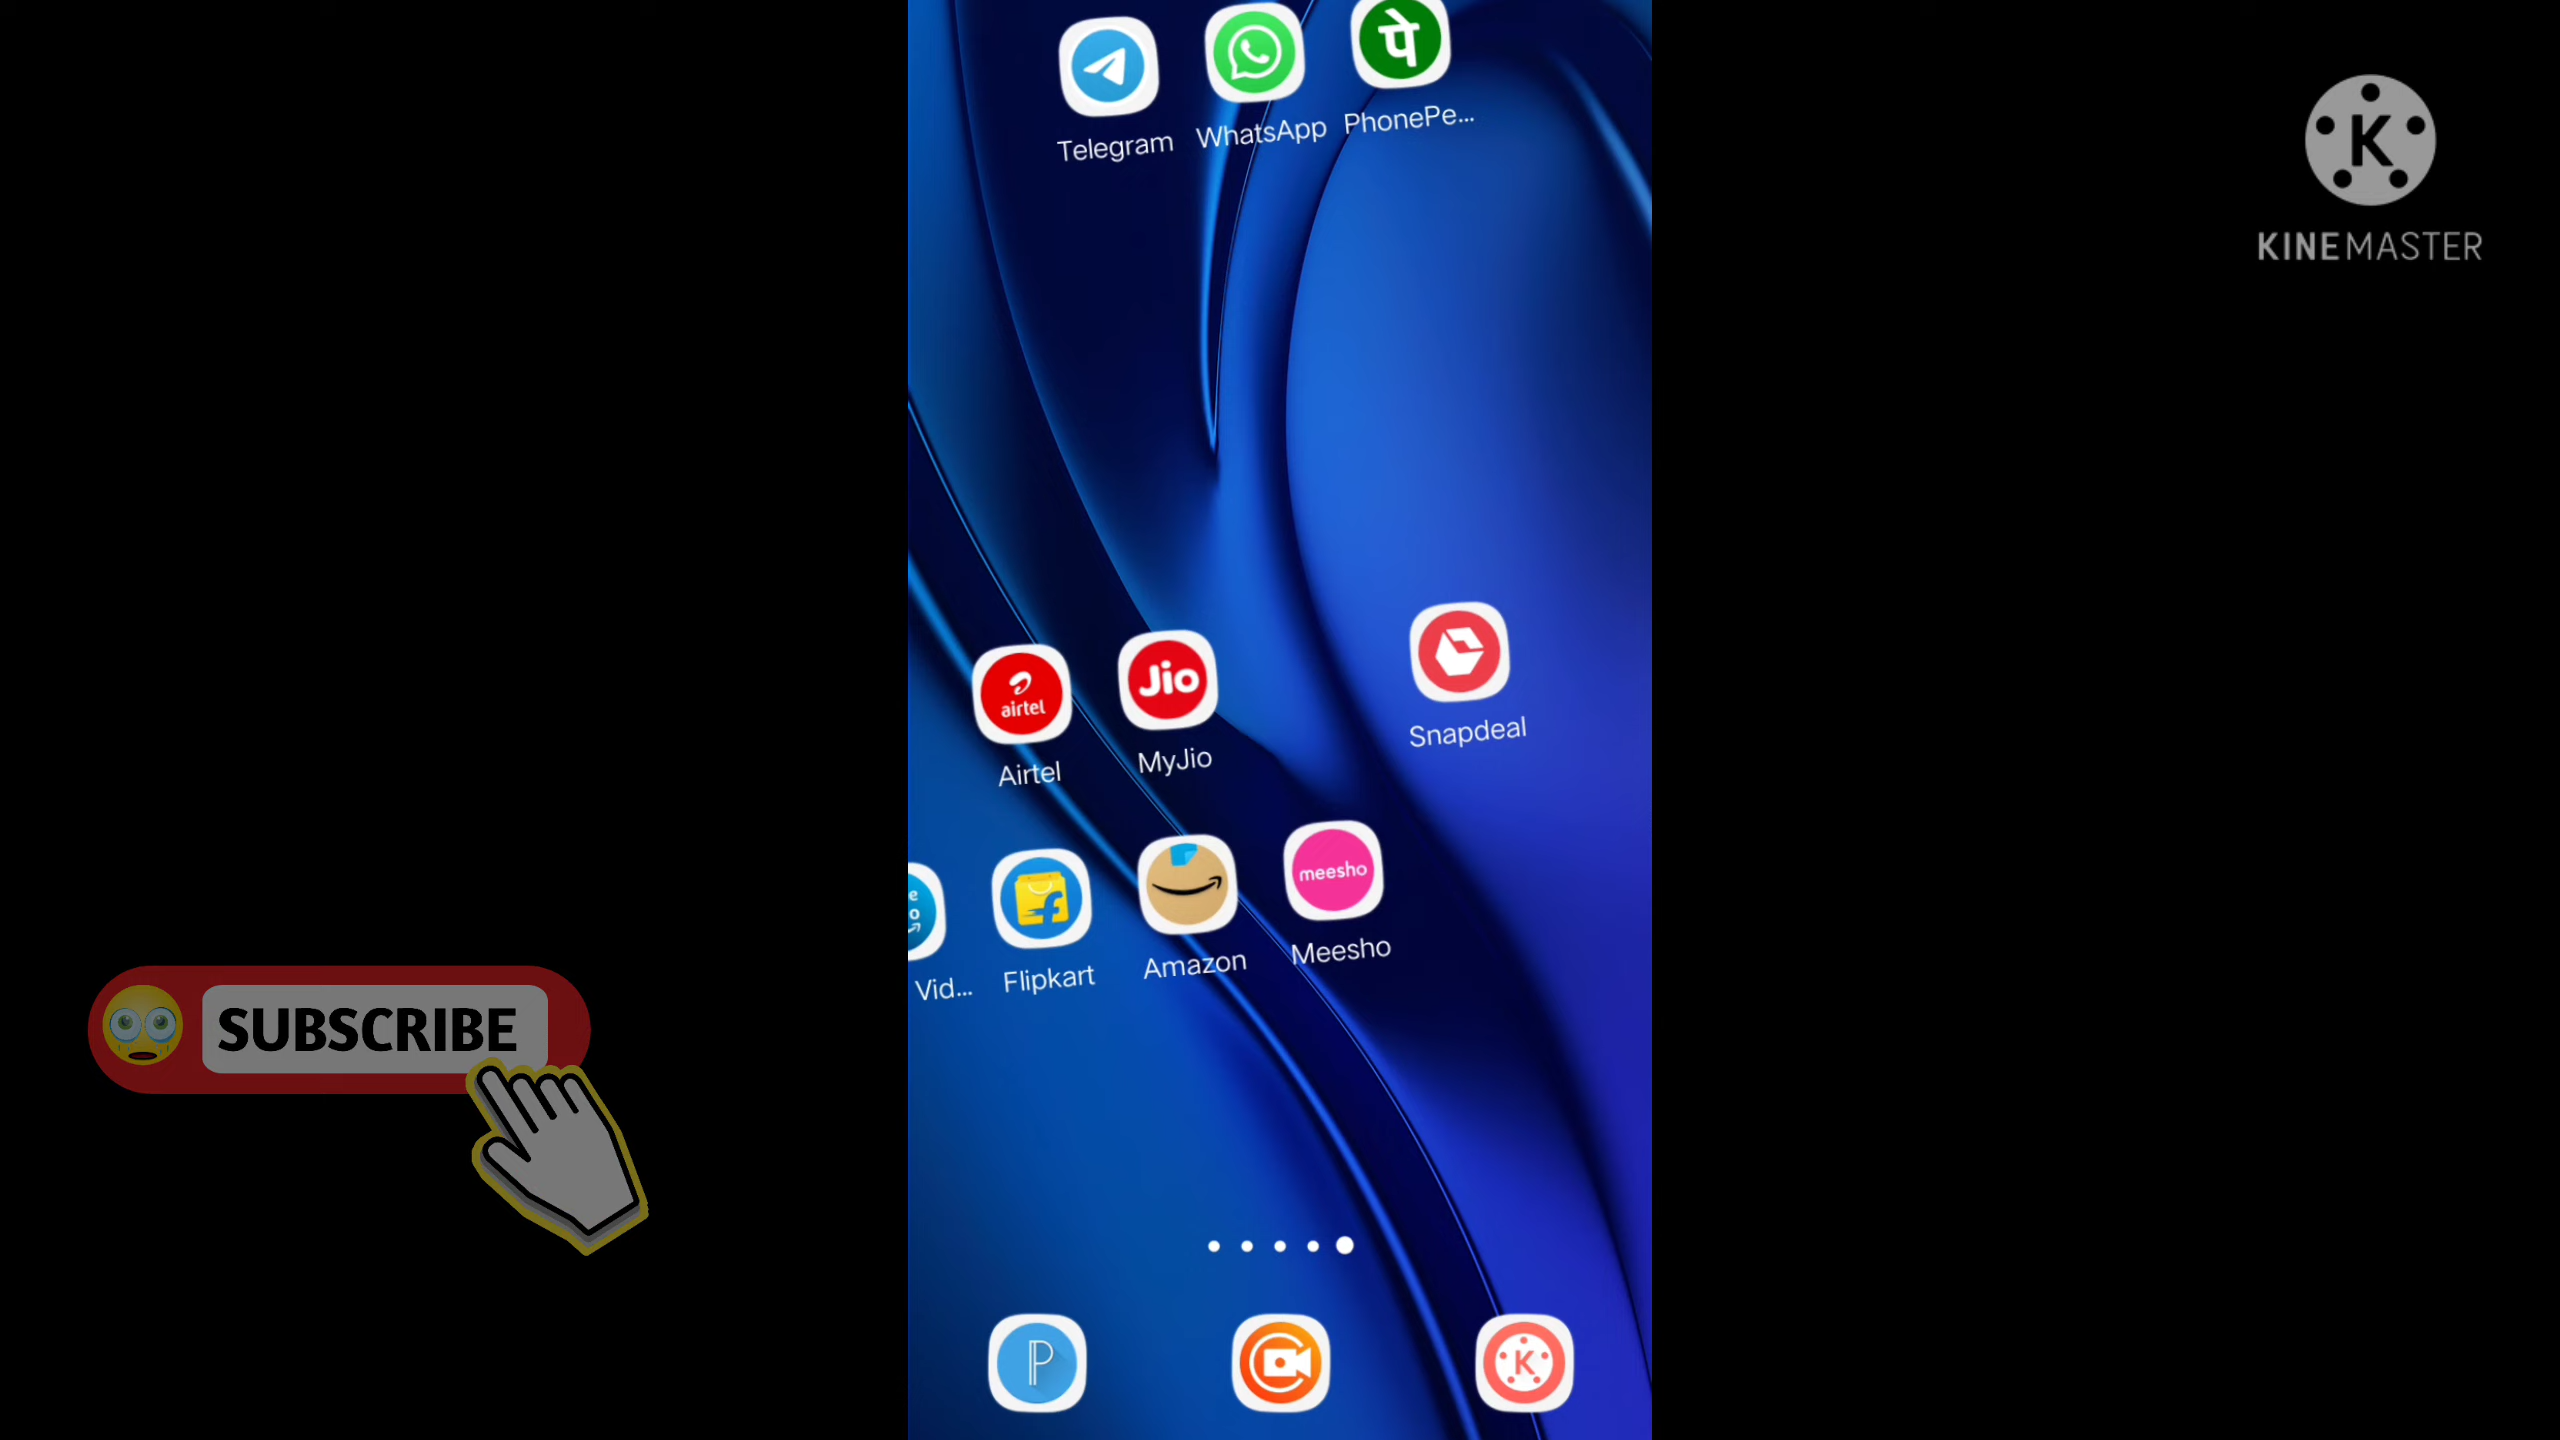 Telegram WhatsApp PhonePe...
पे
K
KINEMASTER
airtel Jio
Airtel MyJio Snapdeal
meesho
Vid... Flipkart Amazon Meesho
SUBSCRIBE
P K